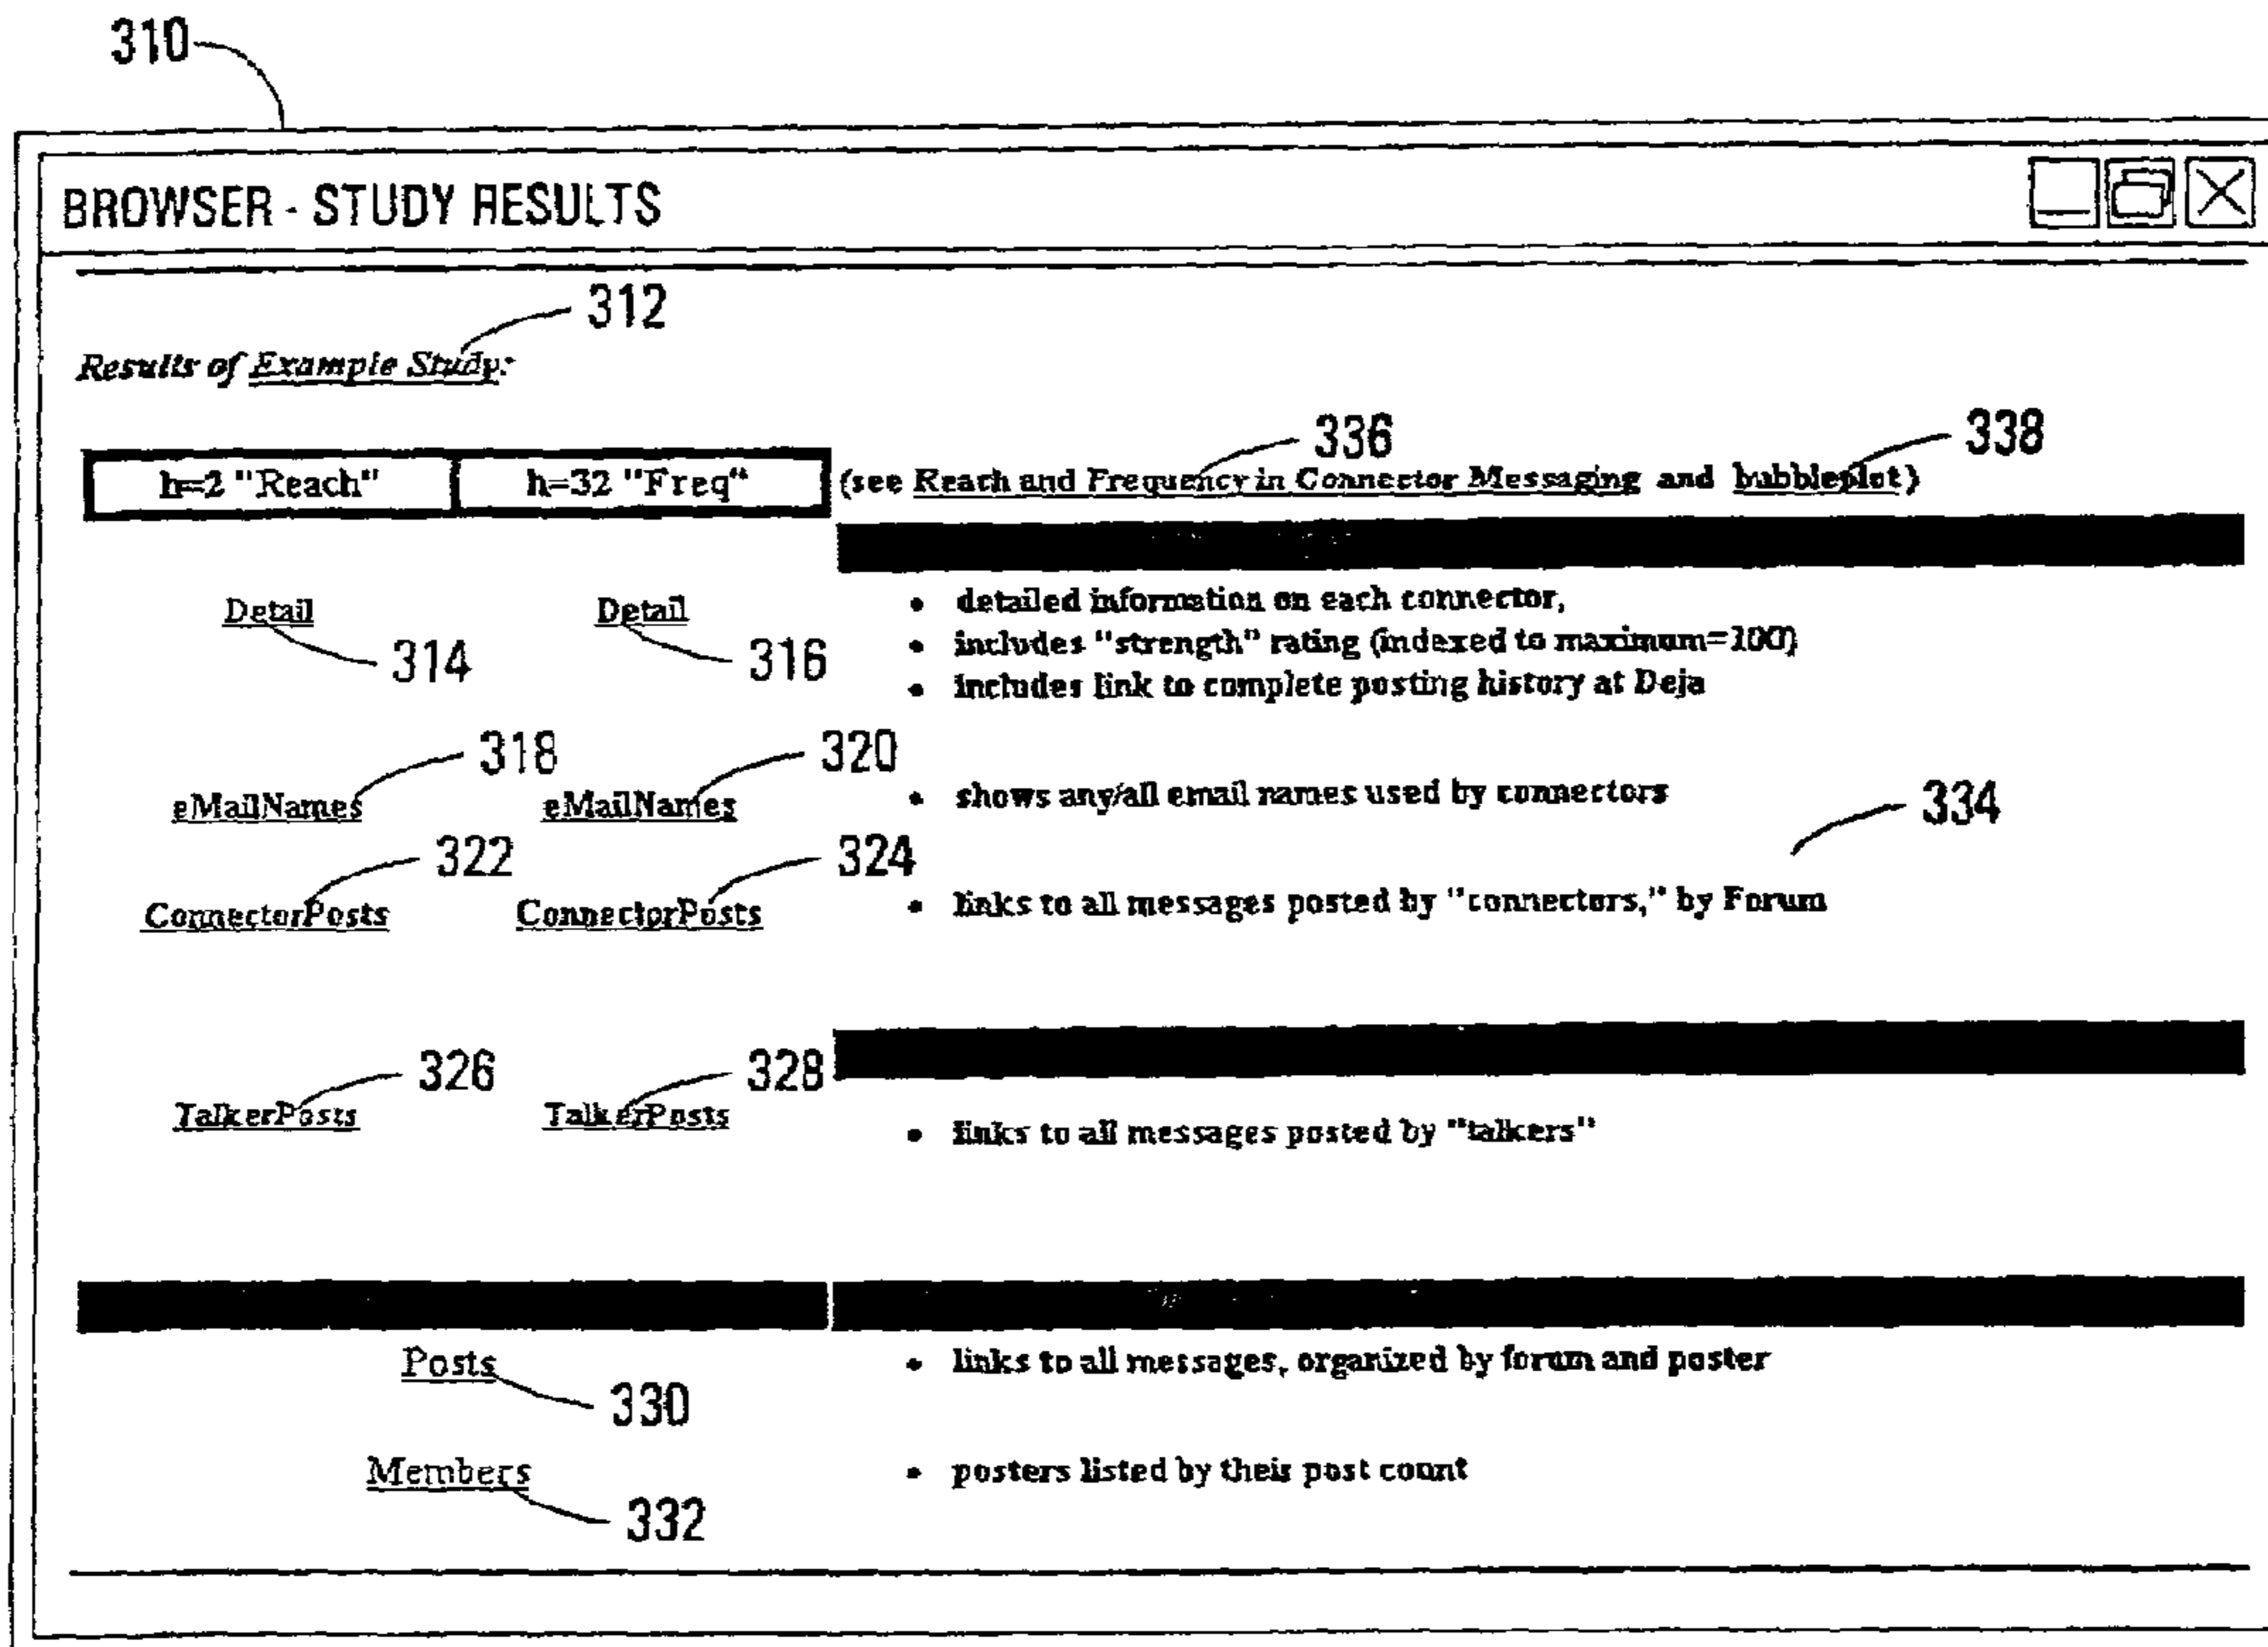 310
BROWSER - STUDY RESULTS
312
Results of Example Study:
336
338
h=2 "Reach" h=32 "Freq" (see Reach and Frequency in Connector Messaging and bubbleplot)
Detail Detail
314 316
• detailed information on each connector,
• includes "strength" rating (indexed to maximum=100)
• includes link to complete posting history at Deja
318 320
eMailNames eMailNames • shows any/all email names used by connectors
334
322 324
ConnectorPosts ConnectorPosts • links to all messages posted by "connectors," by Forum
326 328
TalkerPosts TalkerPosts • links to all messages posted by "talkers"
Posts • links to all messages, organized by forum and poster
330
Members • posters listed by their post count
332